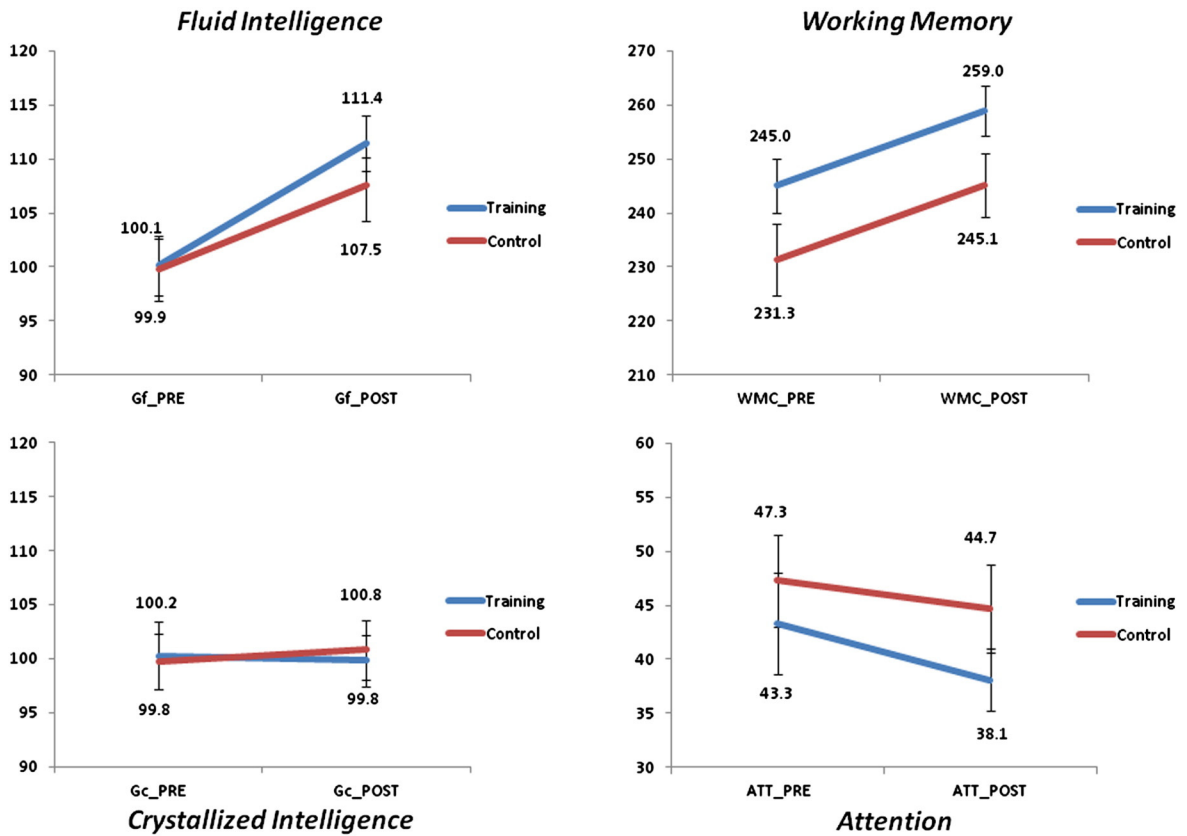 Fluid Intelligence
120
115
110
105
100
95
90
111.4
100.1
107.5
99.9
Training
Control
Gf_PRE
Gf_POST
Working Memory
270
260
250
240
230
220
210
259.0
245.0
245.1
231.3
Training
Control
WMC_PRE
WMC_POST
120
115
110
105
100
95
90
100.2
100.8
99.8
99.8
Training
Control
Gc_PRE
Gc_POST
Crystallized Intelligence
60
55
50
45
40
35
30
47.3
44.7
43.3
38.1
Training
Control
ATT_PRE
ATT_POST
Attention